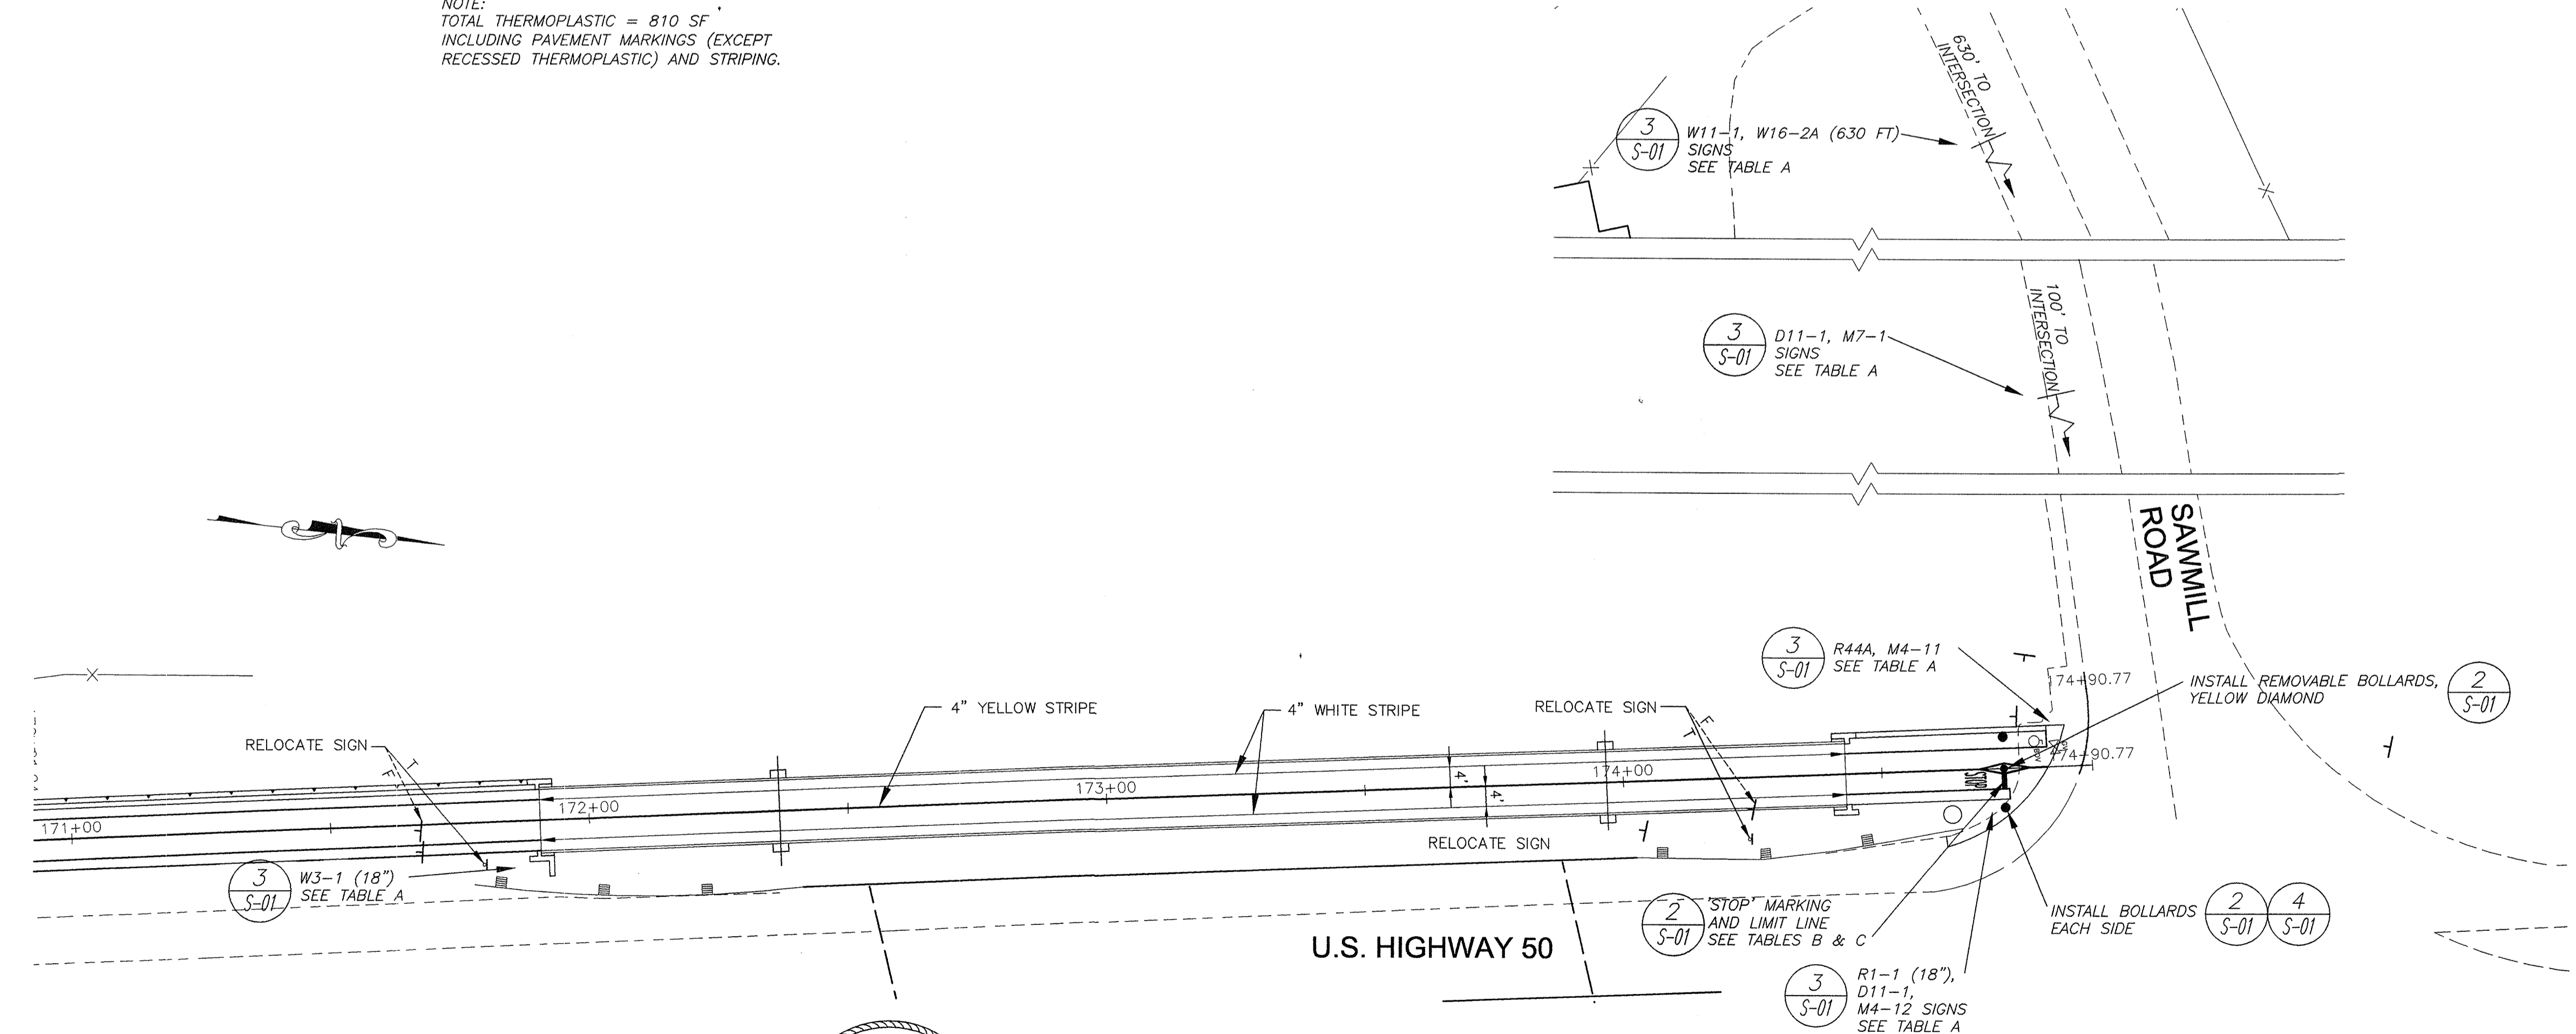 NOTE:
TOTAL THERMOPLASTIC = 810 SF
INCLUDING PAVEMENT MARKINGS (EXCEPT
RECESSED THERMOPLASTIC) AND STRIPING.
630' TO
INTERSECTION
3
S-01
W11-1, W16-2A (630 FT)
SIGNS
SEE TABLE A
100' TO
INTERSECTION
3
S-01
D11-1, M7-1
SIGNS
SEE TABLE A
SAWMILL
ROAD
3
S-01
R44A, M4-11
SEE TABLE A
174+90.77
INSTALL REMOVABLE BOLLARDS,
YELLOW DIAMOND
2
S-01
4" YELLOW STRIPE
4" WHITE STRIPE
RELOCATE SIGN
F
T
RELOCATE SIGN
T
F
174+90.77
STOP
4'
4'
171+00
172+00
173+00
174+00
RELOCATE SIGN
3
S-01
W3-1 (18")
SEE TABLE A
2
S-01
'STOP' MARKING
AND LIMIT LINE
SEE TABLES B & C
INSTALL BOLLARDS
EACH SIDE
2
S-01
4
S-01
U.S. HIGHWAY 50
3
S-01
R1-1 (18"),
D11-1,
M4-12 SIGNS
SEE TABLE A